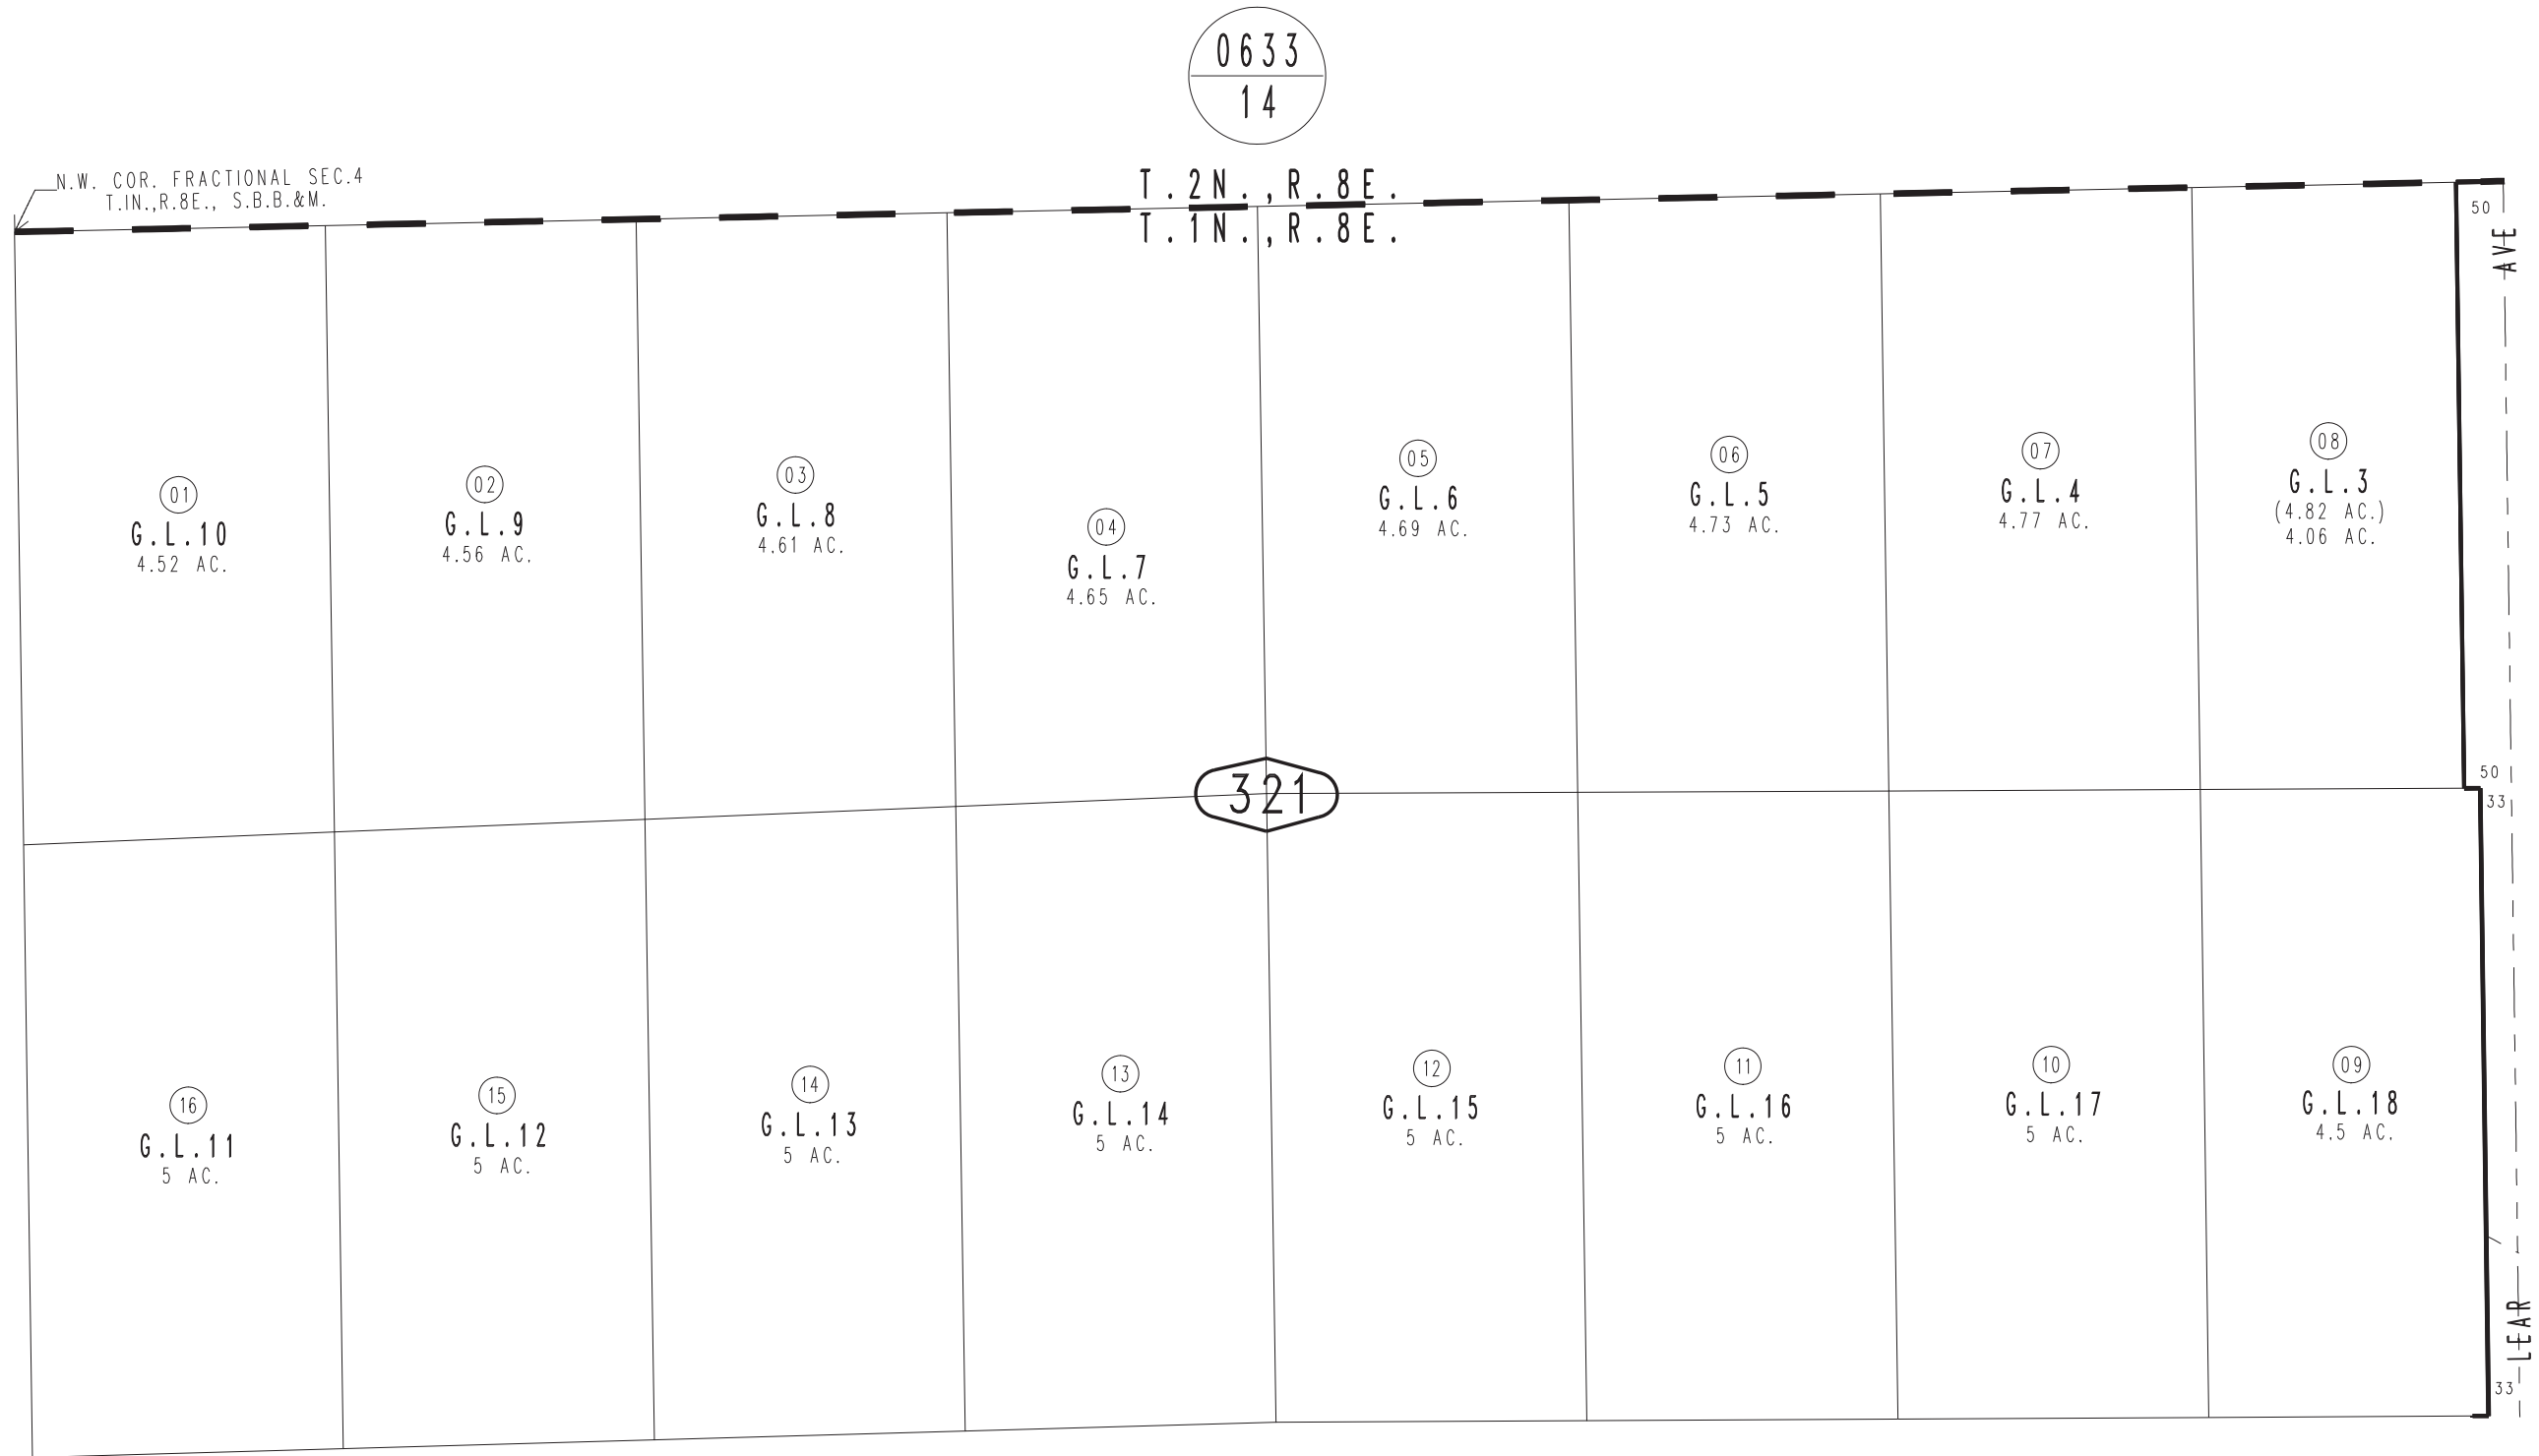 0633
14
N.W. COR. FRACTIONAL SEC.4
T.IN.,R.8E., S.B.B.&M.
T.2N.,R.8E.
T.1N.,R.8E.
50
AVE
01
G.L.10
4.52 AC.
02
G.L.9
4.56 AC.
03
G.L.8
4.61 AC.
04
G.L.7
4.65 AC.
05
G.L.6
4.69 AC.
06
G.L.5
4.73 AC.
07
G.L.4
4.77 AC.
08
G.L.3
(4.82 AC.)
4.06 AC.
321
50
33
16
G.L.11
5 AC.
15
G.L.12
5 AC.
14
G.L.13
5 AC.
13
G.L.14
5 AC.
12
G.L.15
5 AC.
11
G.L.16
5 AC.
10
G.L.17
5 AC.
09
G.L.18
4.5 AC.
LEAR
33